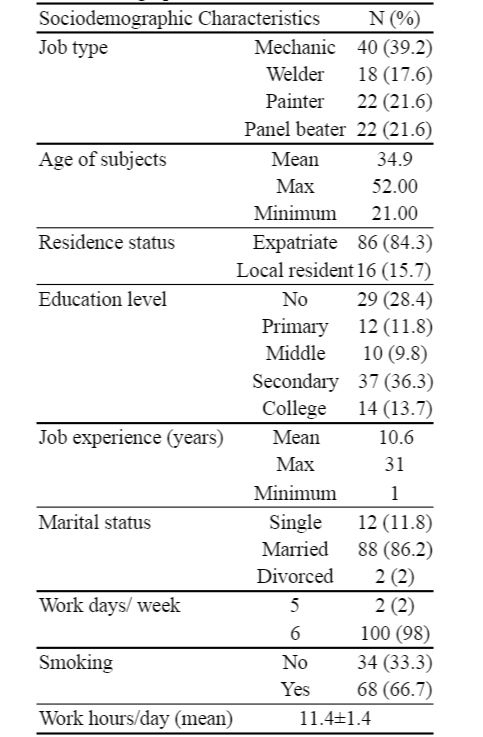 Sociodemographic Characteristics N (%)
Job type Mechanic 40 (39.2)
Welder 18 (17.6)
Painter 22 (21.6)
Panel beater 22 (21.6)
Age of subjects Mean 34.9
Max 52.00
Minimum 21.00
Residence status Expatriate 86 (84.3)
Local resident 16 (15.7)
Education level No 29 (28.4)
Primary 12 (11.8)
Middle 10 (9.8)
Secondary 37 (36.3)
College 14 (13.7)
Job experience (years) Mean 10.6
Max 31
Minimum 1
Marital status Single 12 (11.8)
Married 88 (86.2)
Divorced 2 (2)
Work days/ week 5 2 (2)
6 100 (98)
Smoking No 34 (33.3)
Yes 68 (66.7)
Work hours/day (mean) 11.4±1.4